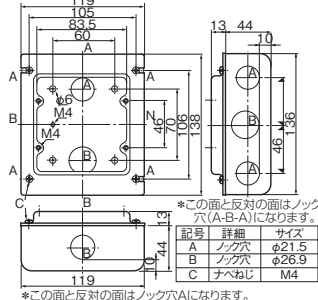 119
105
83.5
60
A
13
44
10
A
A
A
A
φ6
M4
B
N
B
M4
46
70
106
138
46
136
A
A
B
A
C
B
*この面と反対の面はノック
穴(A-B-A)になります。
13
B
44
10
119
記号 詳細 サイズ
A ノック穴 φ21.5
B ノック穴 φ26.9
C ナベねじ M4
*この面と反対の面はノック穴Aになります。